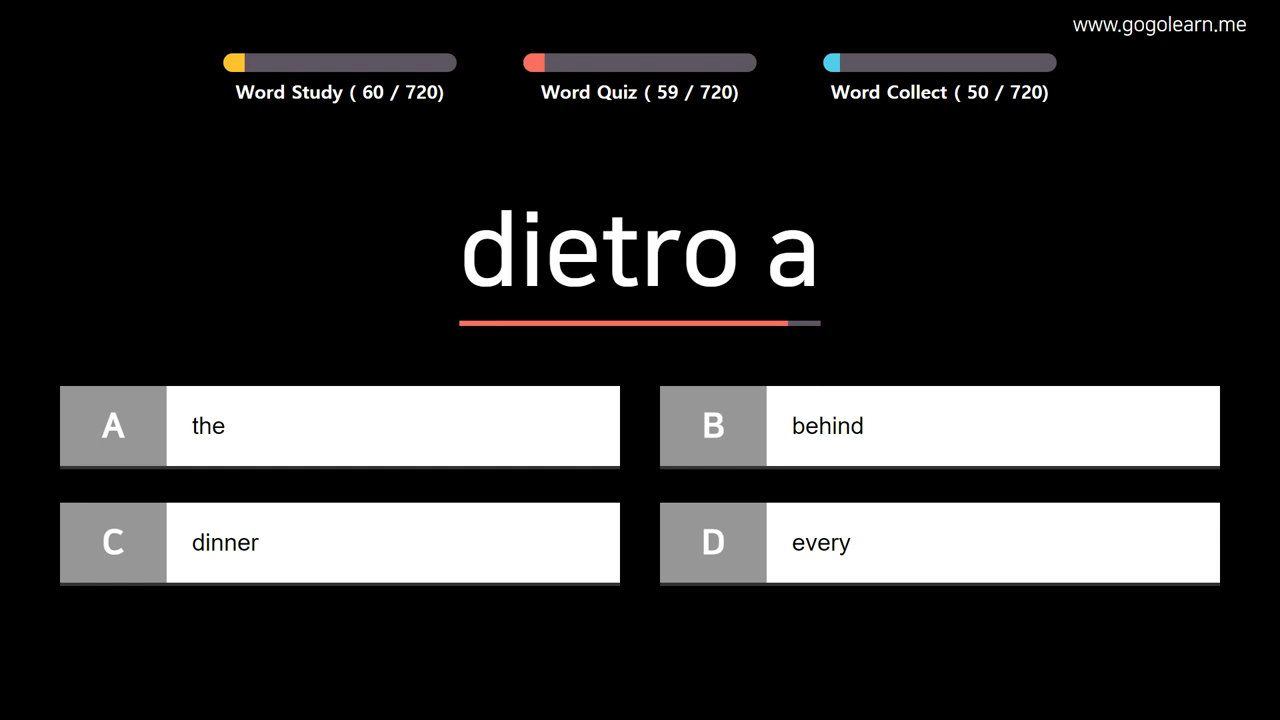 www.gogolearn.me
Word Study ( 60 / 720)
Word Quiz ( 59 / 720)
Word Collect ( 50 / 720)
dietro a
A the
B behind
C dinner
D every